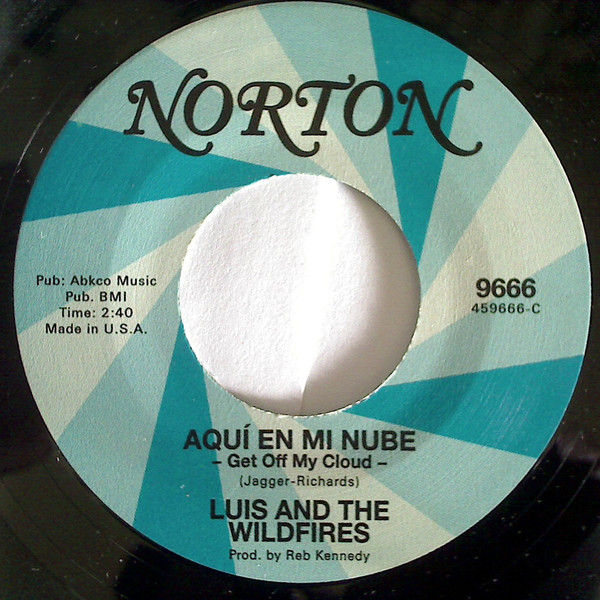 NORTON
Pub: Abkco Music
Pub. BMI
Time: 2:40
Made in U.S.A.
9666
459666-C
AQUÍ EN MI NUBE
– Get Off My Cloud –
(Jagger-Richards)
LUIS AND THE
WILDFIRES
Prod. by Reb Kennedy